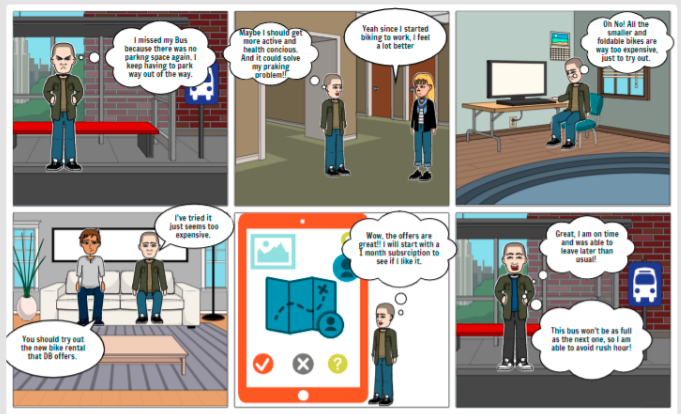 I missed my Bus
because there was no
parkng space again, I
keep having to park
way out of the way.
Maybe I should get
more active and
health concious.
And it could solve
my praking
problem!!
Yeah since I started
biking to work, I feel
a lot better
Oh No! All the
smaller and
foldable bikes are
way too expensive,
just to try out.
I've tried it
just seems too
expensive.
You should try out
the new bike rental
that DB offers.
Wow, the offers are
great!! i will start with a
1 month subsrciption to
see if i like it.
?
Great, I am on time
and was able to
leave later than
usual!
This bus won't be as full
as the next one, so I am
able to avoid rush hour!